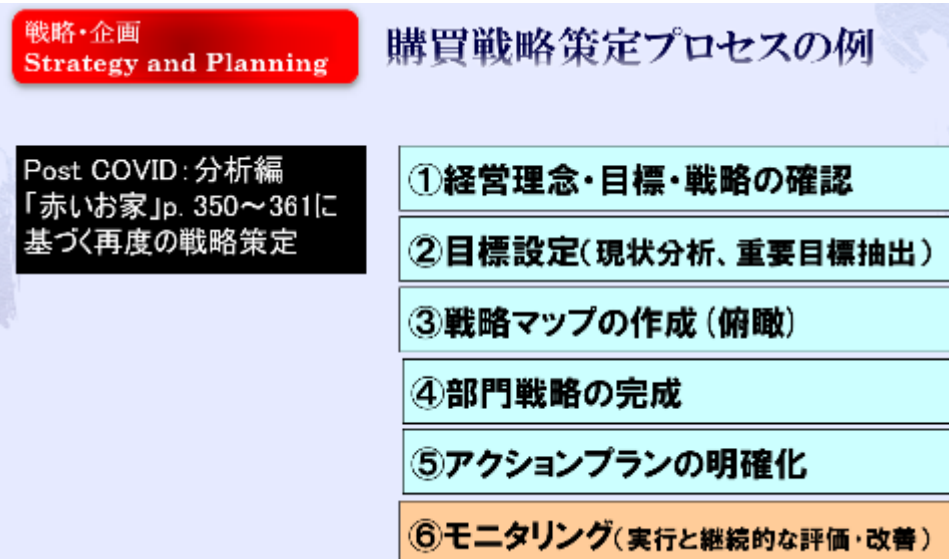 戦略・企画
Strategy and Planning
購買戦略策定プロセスの例
Post COVID：分析編
「赤いお家」p. 350～361に
基づく再度の戦略策定
①経営理念・目標・戦略の確認
②目標設定（現状分析、重要目標抽出）
③戦略マップの作成（俯瞰）
④部門戦略の完成
⑤アクションプランの明確化
⑥モニタリング（実行と継続的な評価・改善）